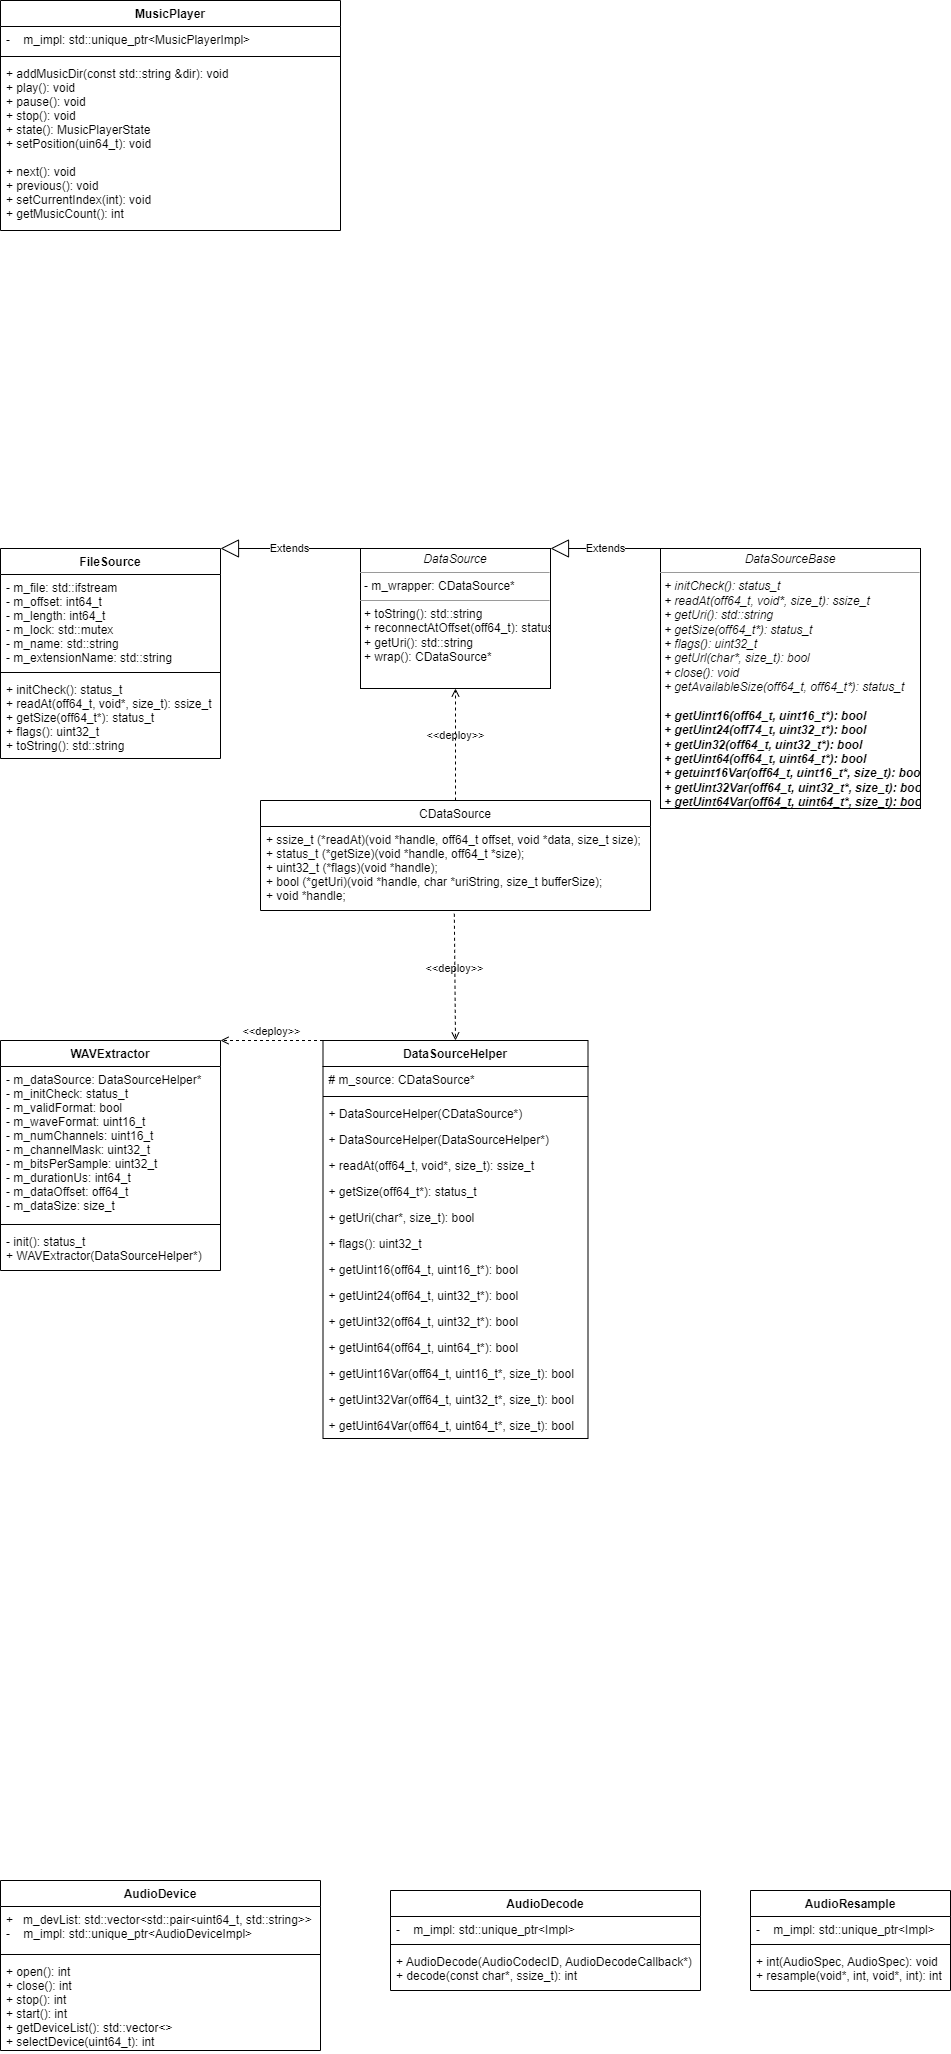 MusicPlayer
- m_impl: std::unique_ptr<MusicPlayerImpl>
+ addMusicDir(const std::string &dir): void
+ play(): void
+ pause(): void
+ stop(): void
+ state(): MusicPlayerState
+ setPosition(uin64_t): void
+ next(): void
+ previous(): void
+ setCurrentIndex(int): void
+ getMusicCount(): int
FileSource
- m_file: std::ifstream
- m_offset: int64_t
- m_length: int64_t
- m_lock: std::mutex
- m_name: std::string
- m_extensionName: std::string
+ initCheck(): status_t
+ readAt(off64_t, void*, size_t): ssize_t
+ getSize(off64_t*): status_t
+ flags(): uint32_t
+ toString(): std::string
Extends
DataSource
- m_wrapper: CDataSource*
+ toString(): std::string
+ reconnectAtOffset(off64_t): status
+ getUri(): std::string
+ wrap(): CDataSource*
Extends
DataSourceBase
+ initCheck(): status_t
+ readAt(off64_t, void*, size_t): ssize_t
+ getUri(): std::string
+ getSize(off64_t*): status_t
+ flags(): uint32_t
+ getUrl(char*, size_t): bool
+ close(): void
+ getAvailableSize(off64_t, off64_t*): status_t
+ getUint16(off64_t, uint16_t*): bool
+ getUint24(off74_t, uint32_t*): bool
+ getUin32(off64_t, uint32_t*): bool
+ getUint64(off64_t, uint64_t*): bool
+ getuint16Var(off64_t, uint16_t*, size_t): boo
+ getUint32Var(off64_t, uint32_t*, size_t): boo
+ getUint64Var(off64_t, uint64_t*, size_t): boo
<<deploy>>
CDataSource
+ ssize_t (*readAt)(void *handle, off64_t offset, void *data, size_t size);
+ status_t (*getSize)(void *handle, off64_t *size);
+ uint32_t (*flags)(void *handle);
+ bool (*getUri)(void *handle, char *uriString, size_t bufferSize);
+ void *handle;
<<deploy>>
<<deploy>>
WAVExtractor
- m_dataSource: DataSourceHelper*
- m_initCheck: status_t
- m_validFormat: bool
- m_waveFormat: uint16_t
- m_numChannels: uint16_t
- m_channelMask: uint32_t
- m_bitsPerSample: uint32_t
- m_durationUs: int64_t
- m_dataOffset: off64_t
- m_dataSize: size_t
- init(): status_t
+ WAVExtractor(DataSourceHelper*)
DataSourceHelper
# m_source: CDataSource*
+ DataSourceHelper(CDataSource*)
+ DataSourceHelper(DataSourceHelper*)
+ readAt(off64_t, void*, size_t): ssize_t
+ getSize(off64_t*): status_t
+ getUri(char*, size_t): bool
+ flags(): uint32_t
+ getUint16(off64_t, uint16_t*): bool
+ getUint24(off64_t, uint32_t*): bool
+ getUint32(off64_t, uint32_t*): bool
+ getUint64(off64_t, uint64_t*): bool
+ getUint16Var(off64_t, uint16_t*, size_t): bool
+ getUint32Var(off64_t, uint32_t*, size_t): bool
+ getUint64Var(off64_t, uint64_t*, size_t): bool
AudioDevice
+ m_devList: std::vector<std::pair<uint64_t, std::string>>
- m_impl: std::unique_ptr<AudioDeviceImpl>
+ open(): int
+ close(): int
+ stop(): int
+ start(): int
+ getDeviceList(): std::vector<>
+ selectDevice(uint64_t): int
AudioDecode
- m_impl: std::unique_ptr<Impl>
+ AudioDecode(AudioCodecID, AudioDecodeCallback*)
+ decode(const char*, ssize_t): int
AudioResample
- m_impl: std::unique_ptr<Impl>
+ int(AudioSpec, AudioSpec): void
+ resample(void*, int, void*, int): int